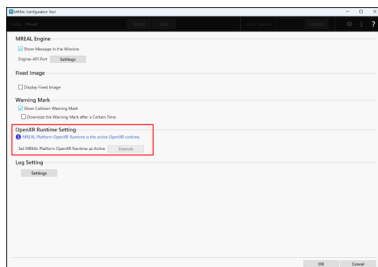 MREAL Configuration Tool
MREAL Engine
Show Message in the Window
Engine API Port Settings
Fixed Image
Display Fixed Image
Warning Mark
Show Collision Warning Mark
Downsize the Warning Mark after a Certain Time
OpenXR Runtime Setting
MREAL Platform OpenXR Runtime is the active OpenXR runtime.
Set MREAL Platform OpenXR Runtime as Active Execute
Log Setting
Settings
OK Cancel